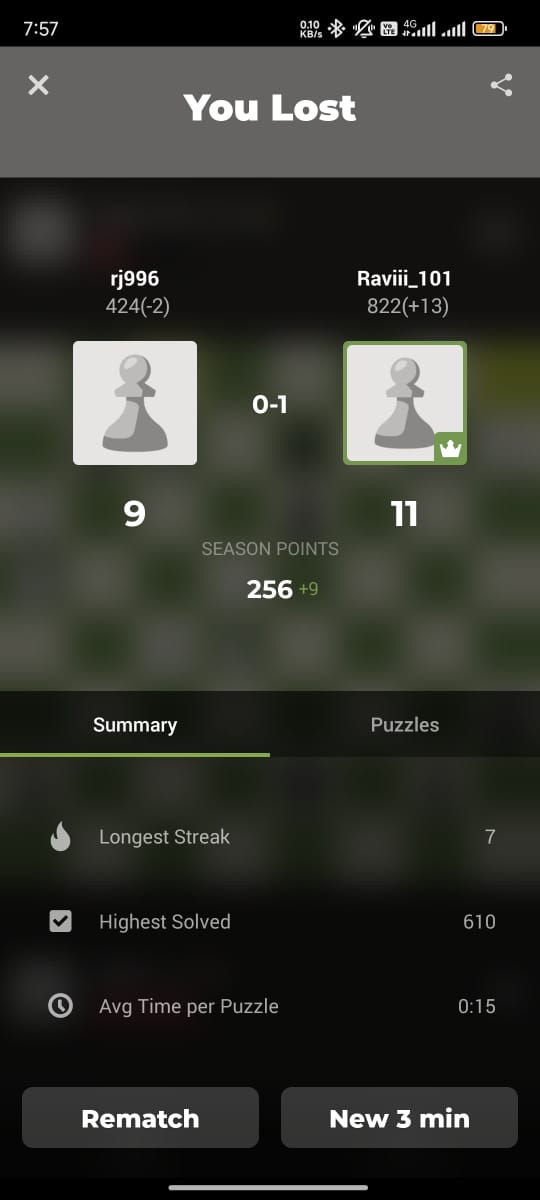 7:57
0.10
KB/s
Vo
LTE
4G
79
You Lost
rj996
Raviii_101
424(-2)
822(+13)
0-1
9
11
SEASON POINTS
256 +9
Summary
Puzzles
Longest Streak
7
Highest Solved
610
Avg Time per Puzzle
0:15
Rematch
New 3 min